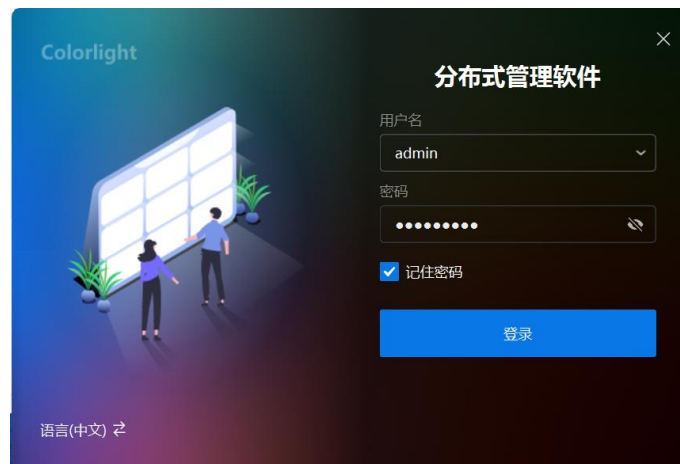 Colorlight
分布式管理软件
用户名
admin
密码
•••••••••
记住密码
登录
语言(中文)